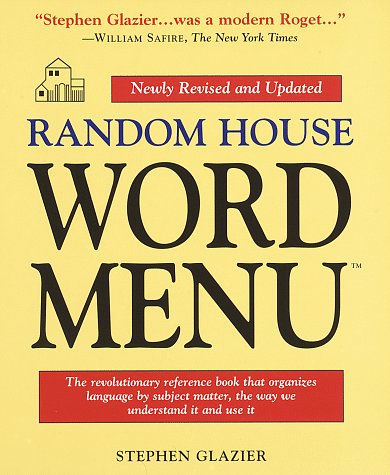 “Stephen Glazier...was a modern Roget...”
—WILLIAM SAFIRE, The New York Times
Newly Revised and Updated
RANDOM HOUSE
WORD
MENU™
The revolutionary reference book that organizes
language by subject matter, the way we
understand it and use it
STEPHEN GLAZIER